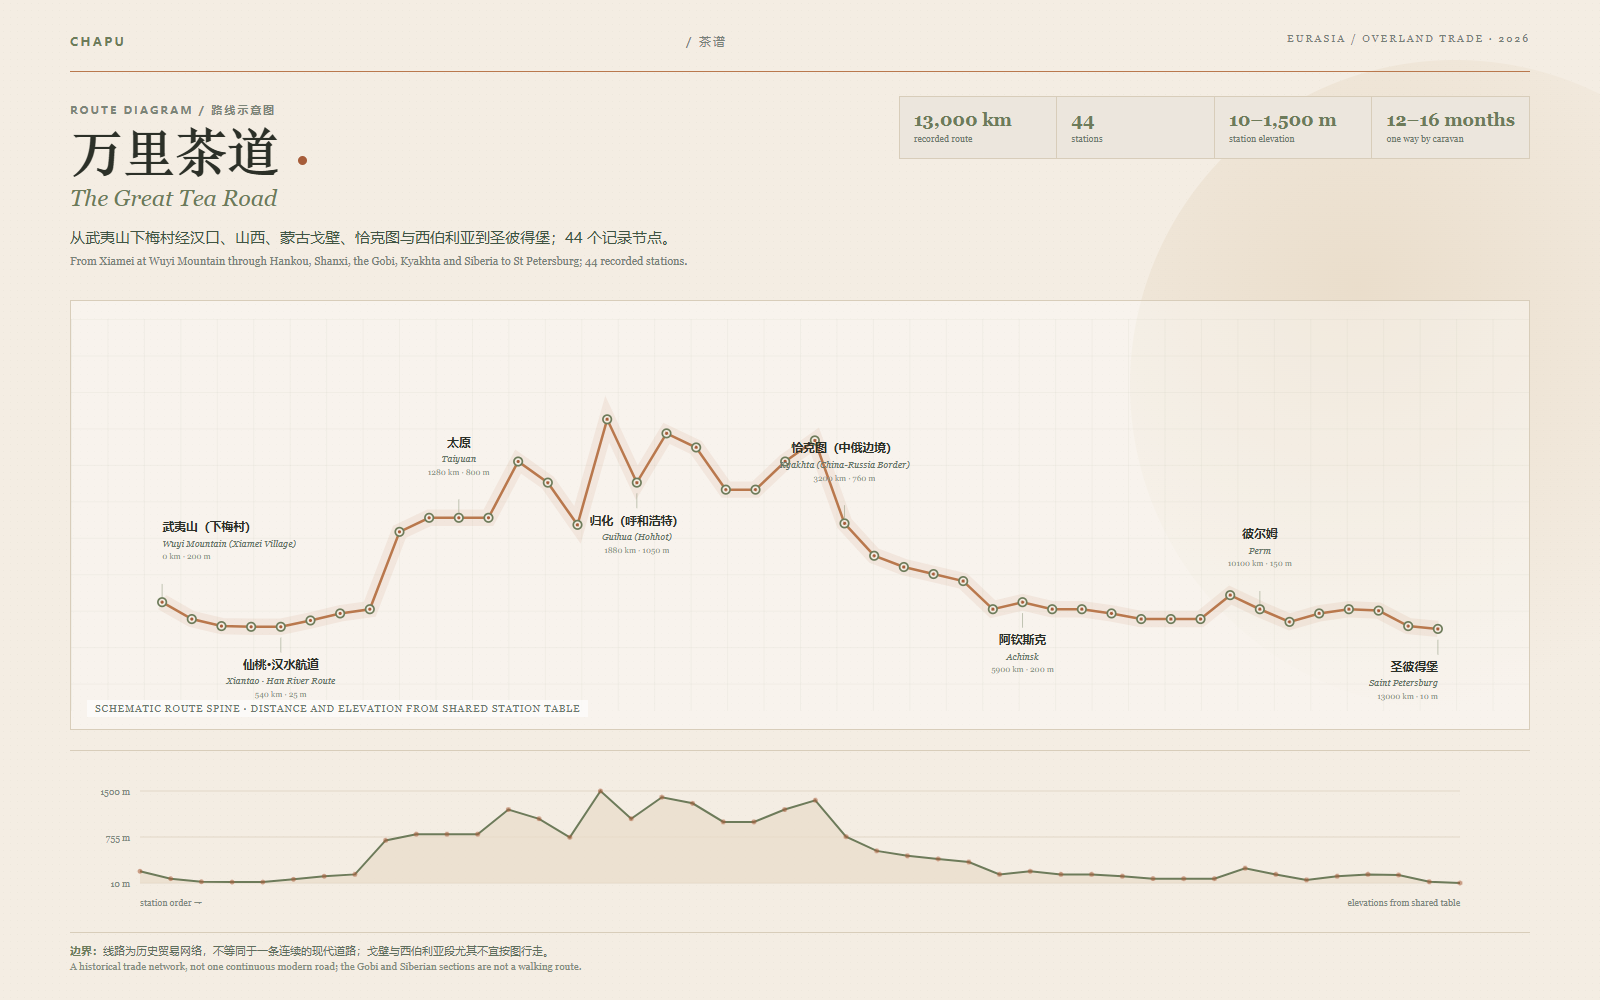 CHAPU
/ 茶谱
EURASIA / OVERLAND TRADE · 2026
ROUTE DIAGRAM / 路线示意图
万里茶道
The Great Tea Road
从武夷山下梅村经汉口、山西、蒙古戈壁、恰克图与西伯利亚到圣彼得堡；44 个记录节点。
From Xiamei at Wuyi Mountain through Hankou, Shanxi, the Gobi, Kyakhta and Siberia to St Petersburg; 44 recorded stations.
13,000 km
recorded route
44
stations
10–1,500 m
station elevation
12–16 months
one way by caravan
武夷山（下梅村）
Wuyi Mountain (Xiamei Village)
0 km · 200 m
仙桃·汉水航道
Xiantao · Han River Route
540 km · 25 m
太原
Taiyuan
1280 km · 800 m
归化（呼和浩特）
Guihua (Hohhot)
1880 km · 1050 m
恰克图（中俄边境）
Kyakhta (China-Russia Border)
3200 km · 760 m
阿钦斯克
Achinsk
5900 km · 200 m
彼尔姆
Perm
10100 km · 150 m
圣彼得堡
Saint Petersburg
13000 km · 10 m
SCHEMATIC ROUTE SPINE · DISTANCE AND ELEVATION FROM SHARED STATION TABLE
1500 m
755 m
10 m
station order →
elevations from shared table
边界：线路为历史贸易网络，不等同于一条连续的现代道路；戈壁与西伯利亚段尤其不宜按图行走。
A historical trade network, not one continuous modern road; the Gobi and Siberian sections are not a walking route.